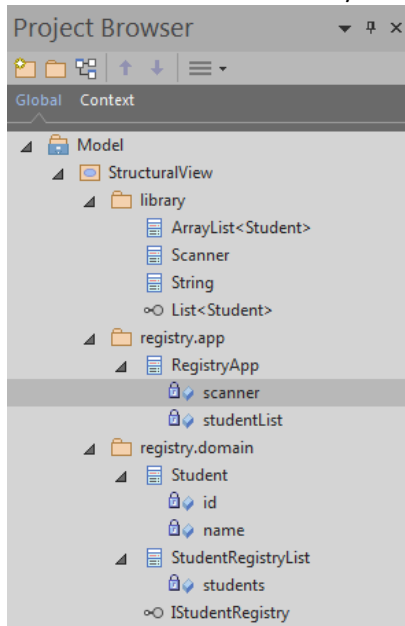 Project Browser
Global Context
Model
StructuralView
library
ArrayList<Student>
Scanner
String
List<Student>
registry.app
RegistryApp
scanner
studentList
registry.domain
Student
id
name
StudentRegistryList
students
IStudentRegistry